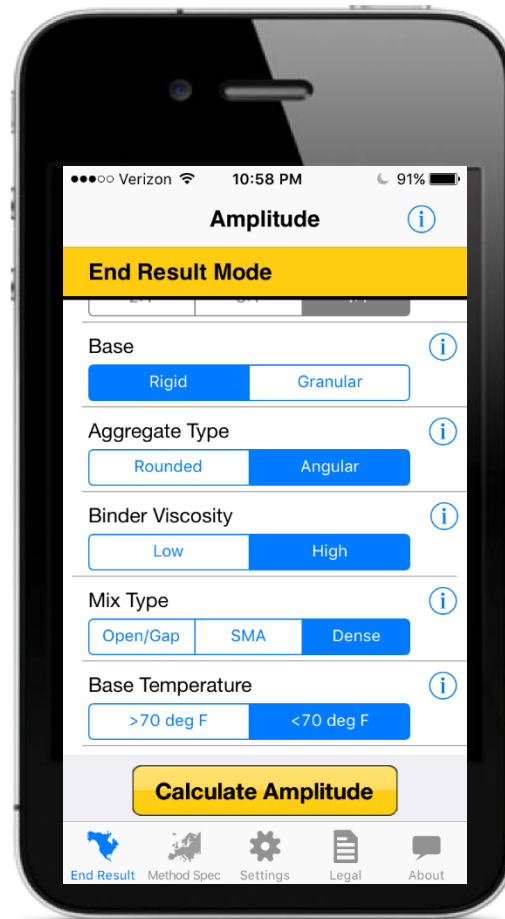 Verizon 10:58 PM 91%
Amplitude
End Result Mode
Base
Rigid Granular
Aggregate Type
Rounded Angular
Binder Viscosity
Low High
Mix Type
Open/Gap SMA Dense
Base Temperature
>70 deg F <70 deg F
Calculate Amplitude
End Result Method Spec Settings Legal About